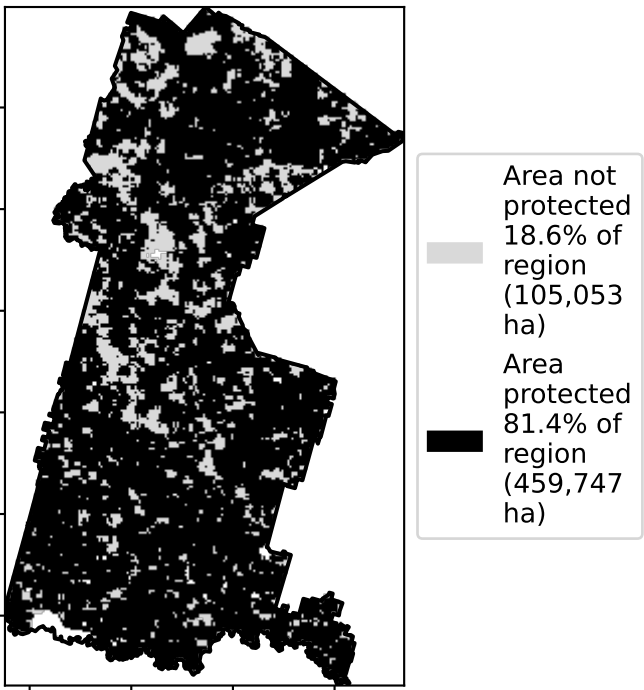 Area not
protected
18.6% of
region
(105,053
ha)
Area
protected
81.4% of
region
(459,747
ha)